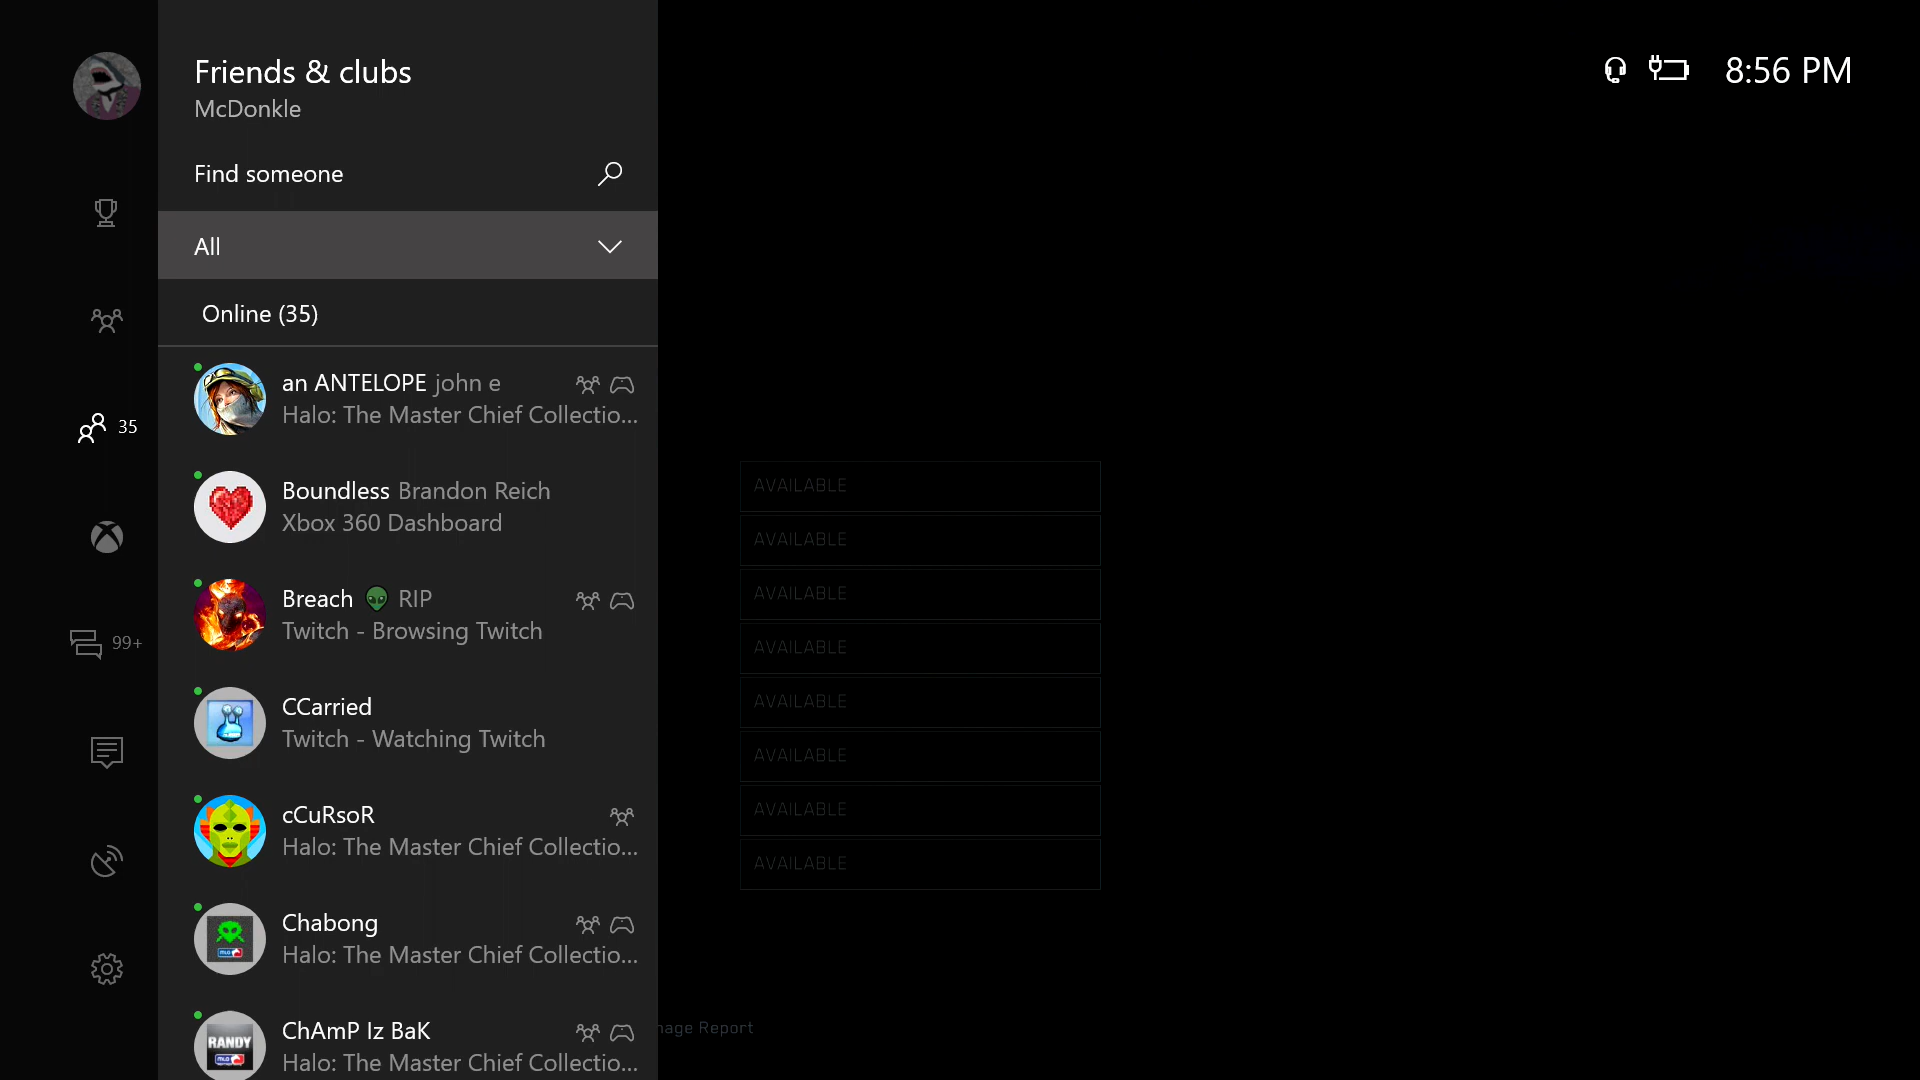 Friends & clubs
McDonkle
8:56 PM
Find someone
All
Online (35)
an ANTELOPE john e
Halo: The Master Chief Collectio...
35
Boundless Brandon Reich
Xbox 360 Dashboard
Breach 👽 RIP
Twitch - Browsing Twitch
99+
CCarried
Twitch - Watching Twitch
cCuRsoR
Halo: The Master Chief Collectio...
Chabong
Halo: The Master Chief Collectio...
MLG
ChAmP Iz BaK
Halo: The Master Chief Collectio...
RANDY
MLG
AVAILABLE
AVAILABLE
AVAILABLE
AVAILABLE
AVAILABLE
AVAILABLE
AVAILABLE
AVAILABLE
Report